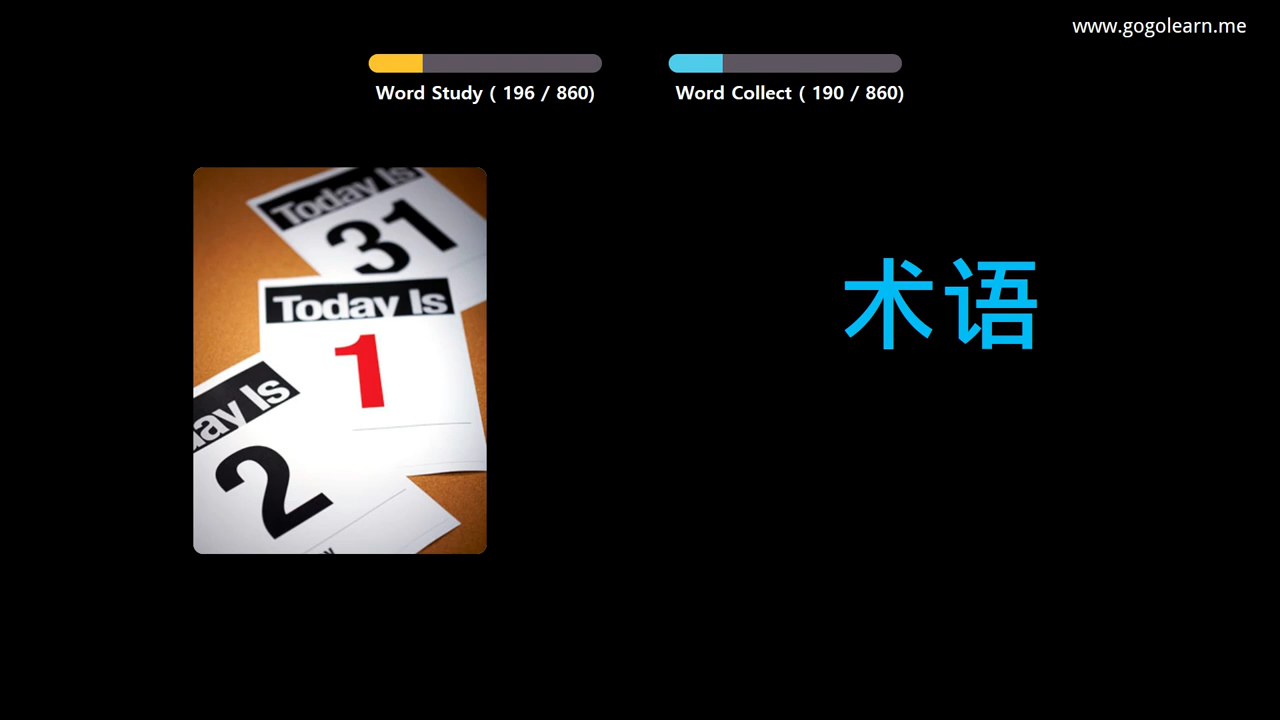 www.gogolearn.me
Word Study ( 196 / 860)
Word Collect ( 190 / 860)
Today Is
31
Today Is
1
day Is
2
术语